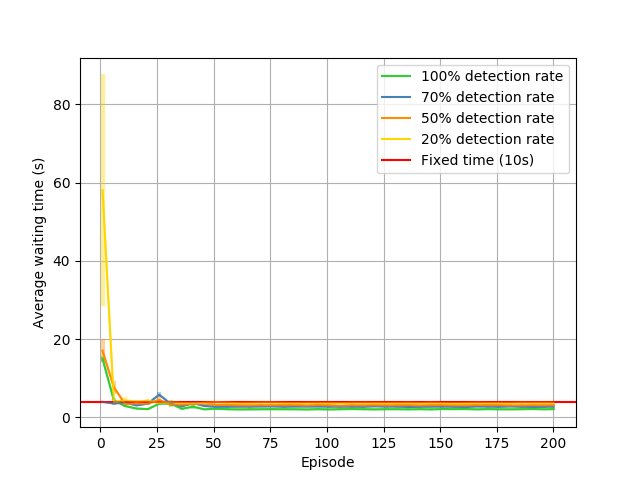 100% detection rate
70% detection rate
50% detection rate
20% detection rate
Fixed time (10s)
80
60
40
20
0
Average waiting time (s)
0 25 50 75 100 125 150 175 200
Episode